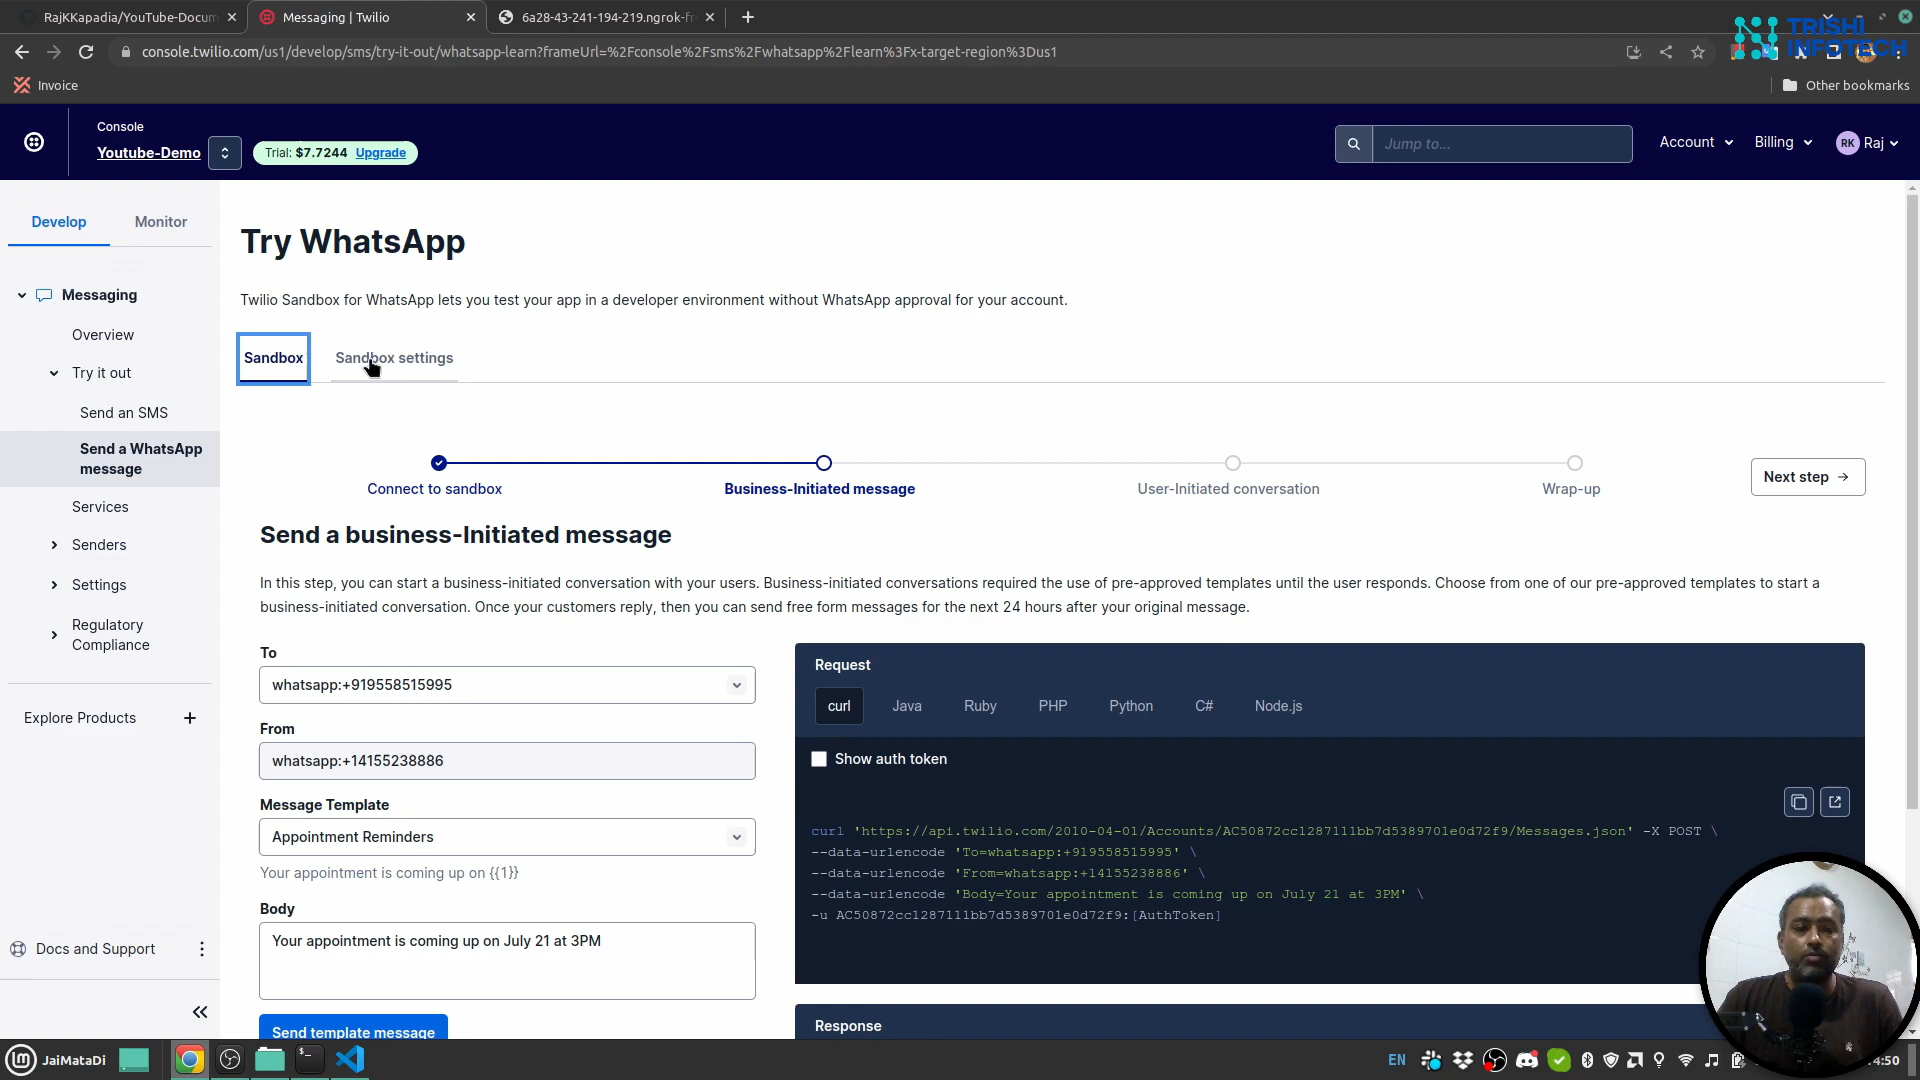 RajKKapadia/YouTube-Docum
Messaging | Twilio
6a28-43-241-194-219.ngrok-fr
console.twilio.com/us1/develop/sms/try-it-out/whatsapp-learn?frameUrl=%2Fconsole%2Fsms%2Fwhatsapp%2Flearn%3Fx-target-region%3Dus1
TRISHI
INFOTECH
Invoice
Other bookmarks
Console
Youtube-Demo
Trial: $7.7244 Upgrade
Jump to...
Account
Billing
RK Raj
Develop
Monitor
Messaging
Overview
Try it out
Send an SMS
Send a WhatsApp
message
Services
Senders
Settings
Regulatory
Compliance
Explore Products
Docs and Support
Try WhatsApp
Twilio Sandbox for WhatsApp lets you test your app in a developer environment without WhatsApp approval for your account.
Sandbox
Sandbox settings
Connect to sandbox
Business-Initiated message
User-Initiated conversation
Wrap-up
Next step
Send a business-Initiated message
In this step, you can start a business-initiated conversation with your users. Business-initiated conversations required the use of pre-approved templates until the user responds. Choose from one of our pre-approved templates to start a
business-initiated conversation. Once your customers reply, then you can send free form messages for the next 24 hours after your original message.
To
whatsapp:+919558515995
From
whatsapp:+14155238886
Message Template
Appointment Reminders
Your appointment is coming up on {{1}}
Body
Your appointment is coming up on July 21 at 3PM
Send template message
Request
curl
Java
Ruby
PHP
Python
C#
Node.js
Show auth token
curl 'https://api.twilio.com/2010-04-01/Accounts/AC50872cc1287111bb7d5389701e0d72f9/Messages.json' -X POST \
--data-urlencode 'To=whatsapp:+919558515995' \
--data-urlencode 'From=whatsapp:+14155238886' \
--data-urlencode 'Body=Your appointment is coming up on July 21 at 3PM' \
-u AC50872cc1287111bb7d5389701e0d72f9:[AuthToken]
Response
JaiMataDi
EN
4:50